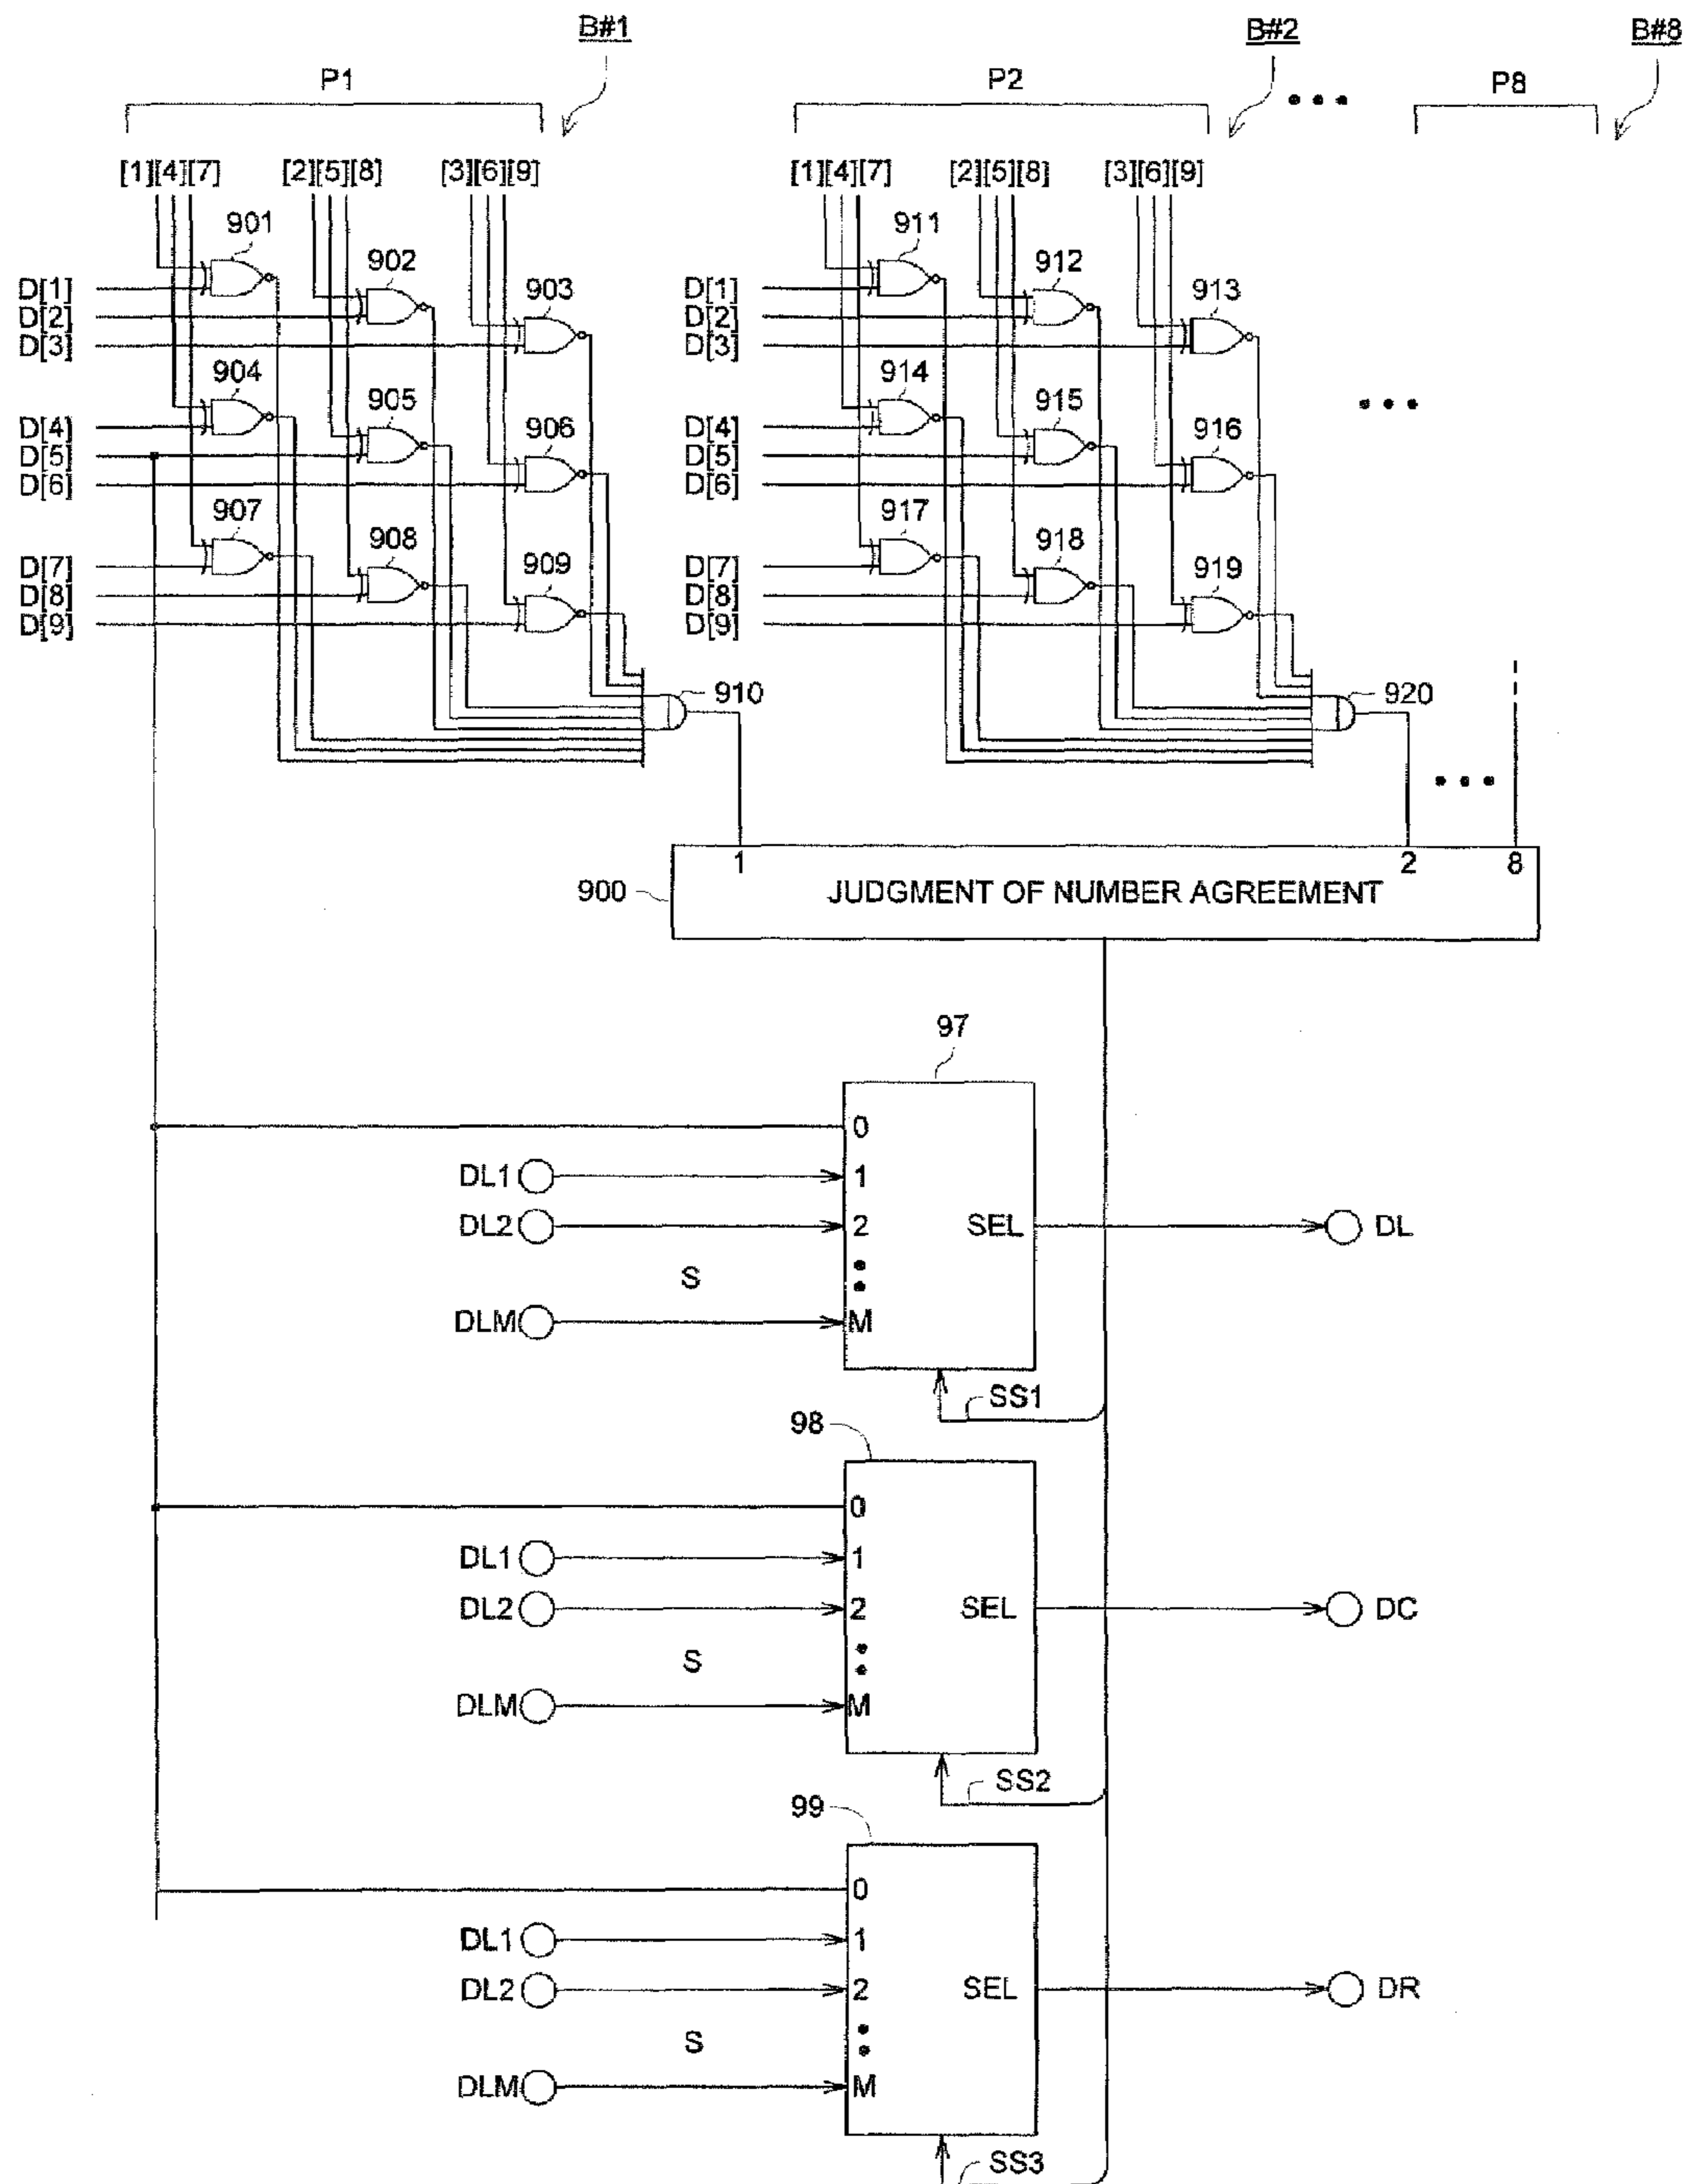 B#1 B#2 B#8
P1 P2 P8
[1][4][7] [2][5][8] [3][6][9] [1][4][7] [2][5][8] [3][6][9]
901 911
902 912
903 913
D[1] D[1]
D[2] D[2]
D[3] D[3]
904 914
905 915
906 916
D[4] D[4]
D[5] D[5]
D[6] D[6]
907 917
908 918
909 919
D[7] D[7]
D[8] D[8]
D[9] D[9]
910 920
1 2 8
900 JUDGMENT OF NUMBER AGREEMENT
97
0
DL1 1
DL2 2 SEL DL
S
DLM M
SS1
98
0
DL1 1
DL2 2 SEL DC
S
DLM M
SS2
99
0
DL1 1
DL2 2 SEL DR
S
DLM M
SS3